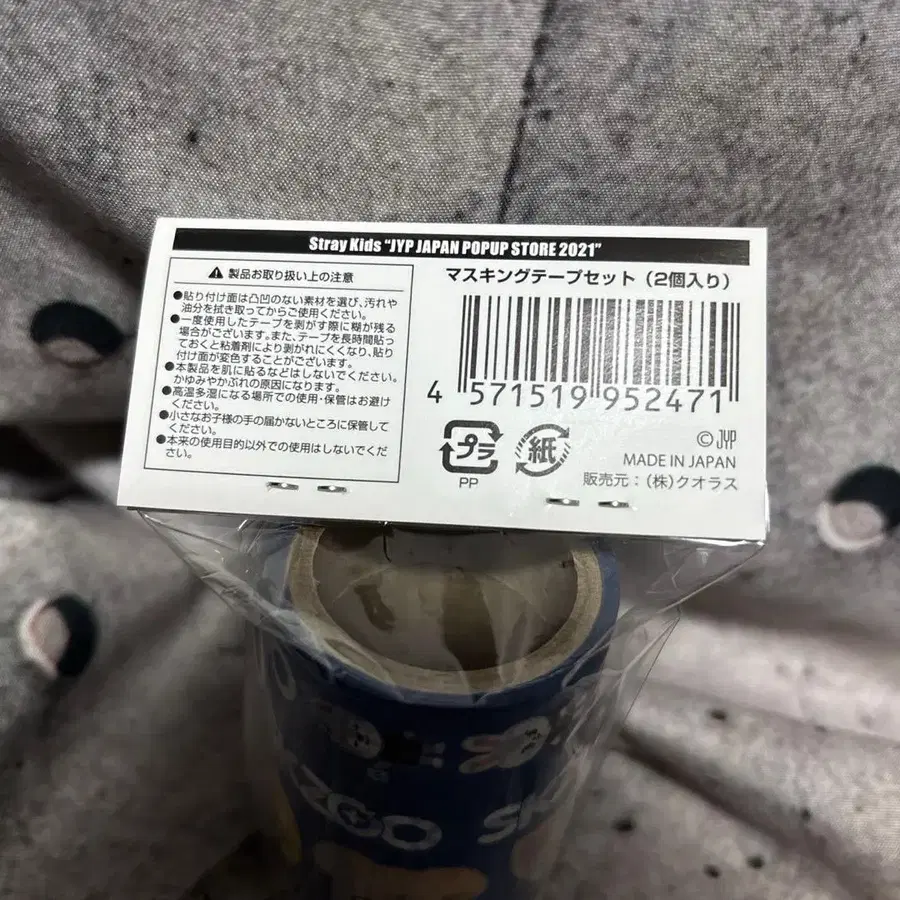 Stray Kids "JYP JAPAN POPUP STORE 2021"
製品お取り扱い上の注意
●貼り付け面は凸凹のない素材を選び、汚れや
油分を拭き取ってからご使用ください。
●一度使用したテープを剥がす際に糊が残る
場合がございます。また、テープを長時間貼っ
ておくと粘着剤により剥がれにくくなり、貼り
付け面が変色することがございます。
●本製品を肌に貼るなどはしないでください。
かゆみやかぶれの原因になります。
●高温多湿になる場所での使用・保管はお避け
ください。
●小さなお子様の手の届かないところに保管して
ください。
●本来の使用目的以外での使用はしないでくだ
さい。
マスキングテープセット（2個入り）
4 571519 952471
プラ
PP
紙
©JYP
MADE IN JAPAN
販売元：(株)クオラス
ZOO SK